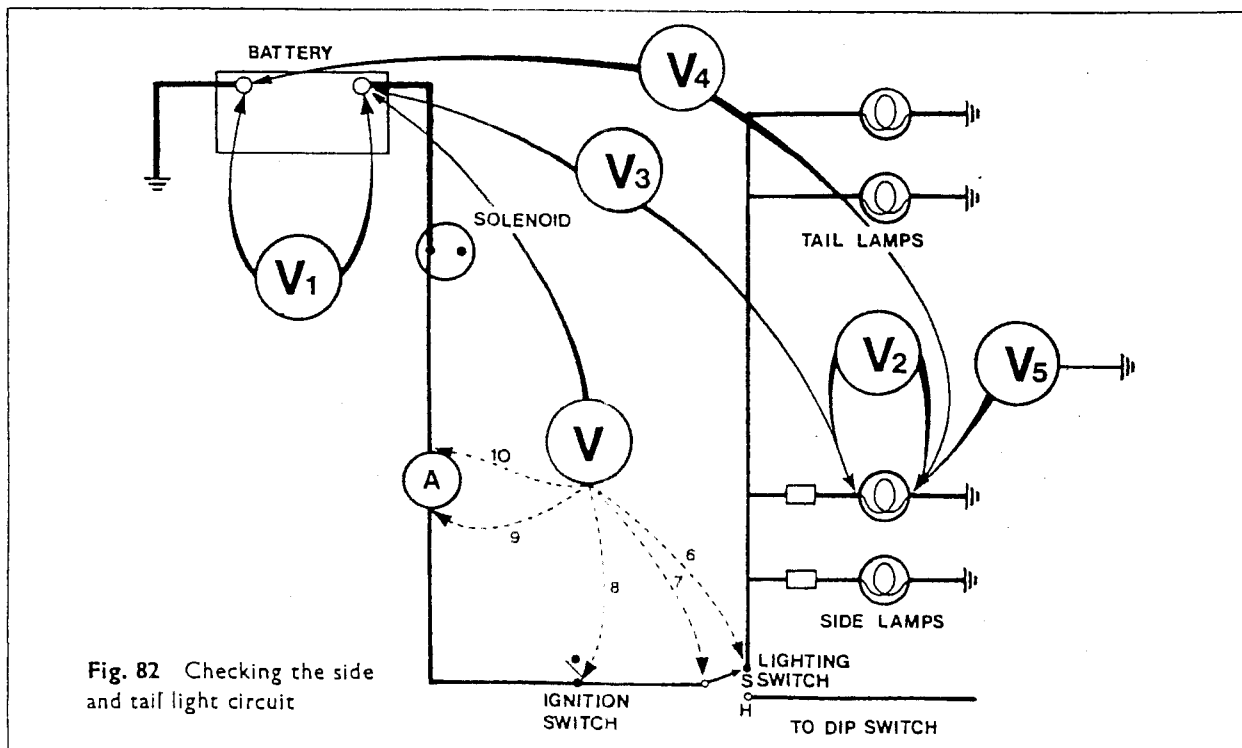 BATTERY
V4
V3
SOLENOID
V1
TAIL LAMPS
V2
V5
V
10
A
9
6
7
8
SIDE LAMPS
Fig. 82 Checking the side
and tail light circuit
IGNITION
SWITCH
LIGHTING
S SWITCH
H
TO DIP SWITCH